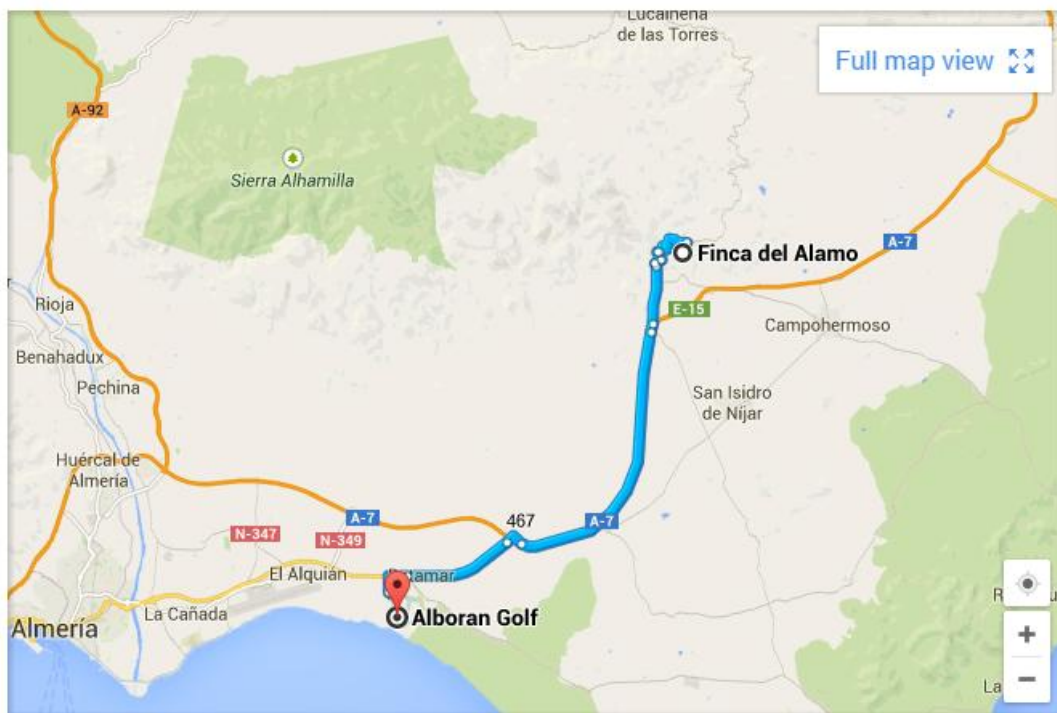 Lucainena
de las Torres
Full map view
A-92
Sierra Alhamilla
A-7
Finca del Alamo
Rioja
E-15
Campohermoso
Benahadux
Pechina
San Isidro
de Níjar
Huércal de
Almería
A-7
467
A-7
N-347
N-349
El Alquián
La Cañada
Alboran Golf
Almería
+
−